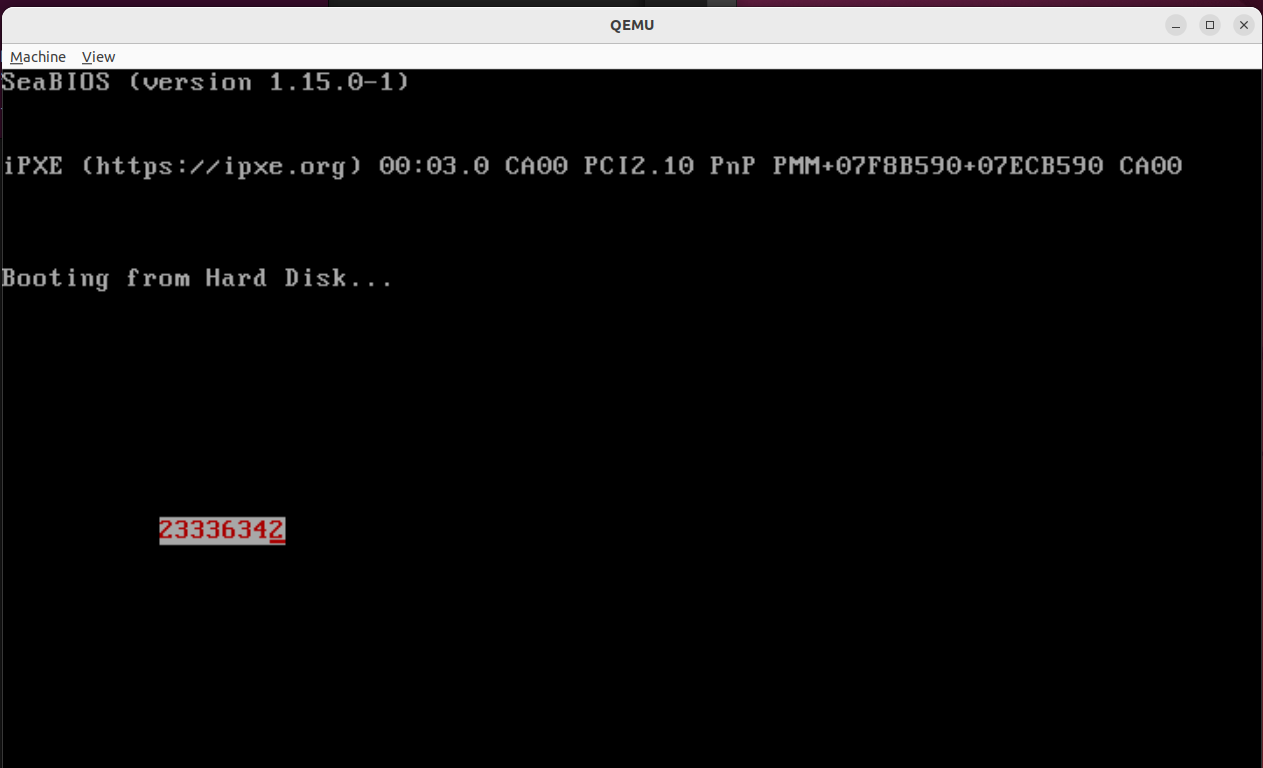 QEMU
Machine View
SeaBIOS (version 1.15.0-1)
iPXE (https://ipxe.org) 00:03.0 CA00 PCI2.10 PnP PMM+07F8B590+07ECB590 CA00
Booting from Hard Disk...
23336342